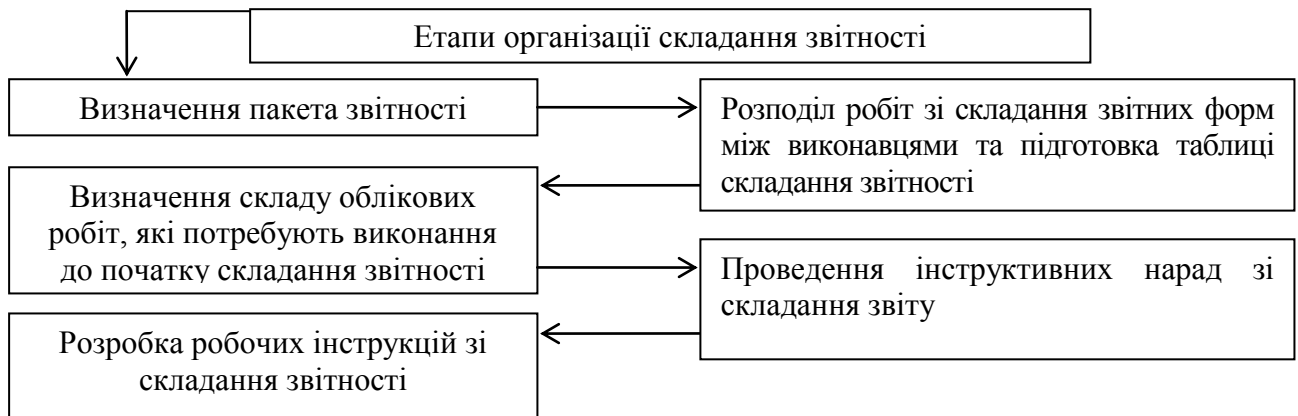 Етапи організації складання звітності
Визначення пакета звітності
Розподіл робіт зі складання звітних форм
між виконавцями та підготовка таблиці
складання звітності
Визначення складу облікових
робіт, які потребують виконання
до початку складання звітності
Проведення інструктивних нарад зі
складання звіту
Розробка робочих інструкцій зі
складання звітності